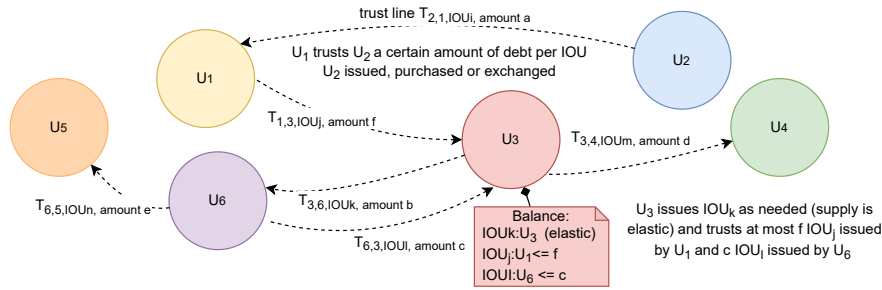 trust line T2,1,IOUi, amount a
U1 trusts U2 a certain amount of debt per IOU
U2 issued, purchased or exchanged
U1
U2
U5
T1,3,IOUj, amount f
U3
T3,4,IOUm, amount d
U4
T6,5,IOUn, amount e
U6
T3,6,IOUk, amount b
T6,3,IOUl, amount c
Balance:
IOUk:U3 (elastic)
IOUj:U1<= f
IOUl:U6 <= c
U3 issues IOUk as needed (supply is
elastic) and trusts at most f IOUj issued
by U1 and c IOUl issued by U6